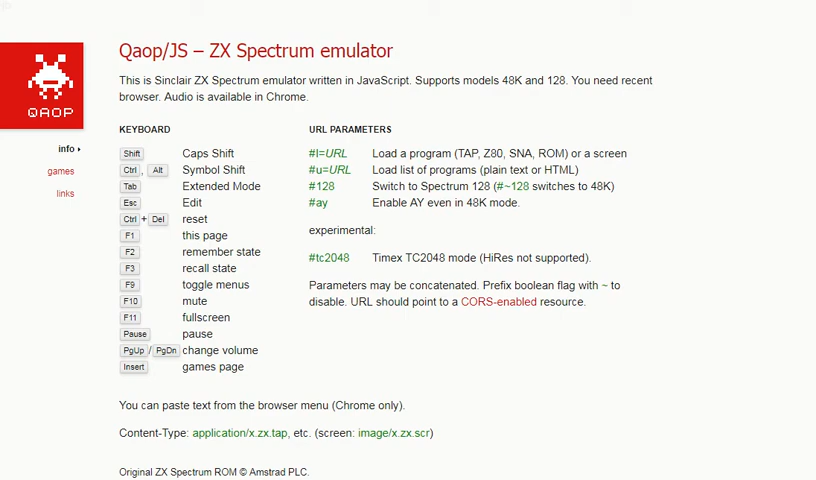 Qaop/JS – ZX Spectrum emulator
This is Sinclair ZX Spectrum emulator written in JavaScript. Supports models 48K and 128. You need recent
browser. Audio is available in Chrome.
QAOP
info
games
links
KEYBOARD
Shift Caps Shift
Ctrl, Alt Symbol Shift
Tab Extended Mode
Esc Edit
Ctrl + Del reset
F1 this page
F2 remember state
F3 recall state
F9 toggle menus
F10 mute
F11 fullscreen
Pause pause
PgUp / PgDn change volume
Insert games page
URL PARAMETERS
#l=URL Load a program (TAP, Z80, SNA, ROM) or a screen
#u=URL Load list of programs (plain text or HTML)
#128 Switch to Spectrum 128 (#~128 switches to 48K)
#ay Enable AY even in 48K mode.
experimental:
#tc2048 Timex TC2048 mode (HiRes not supported).
Parameters may be concatenated. Prefix boolean flag with ~ to
disable. URL should point to a CORS-enabled resource.
You can paste text from the browser menu (Chrome only).
Content-Type: application/x.zx.tap, etc. (screen: image/x.zx.scr)
Original ZX Spectrum ROM © Amstrad PLC.